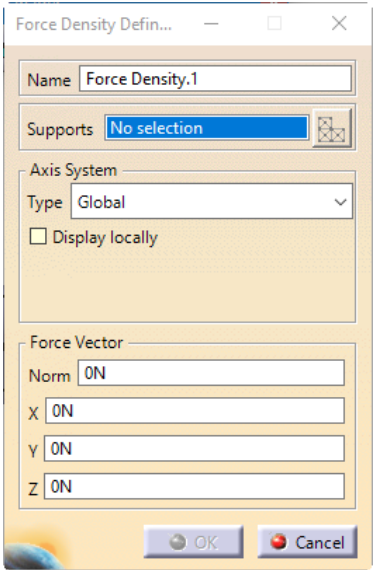 Force Density Defin...
Name Force Density.1
Supports No selection
Axis System
Type Global
Display locally
Force Vector
Norm 0N
X 0N
Y 0N
Z 0N
OK Cancel